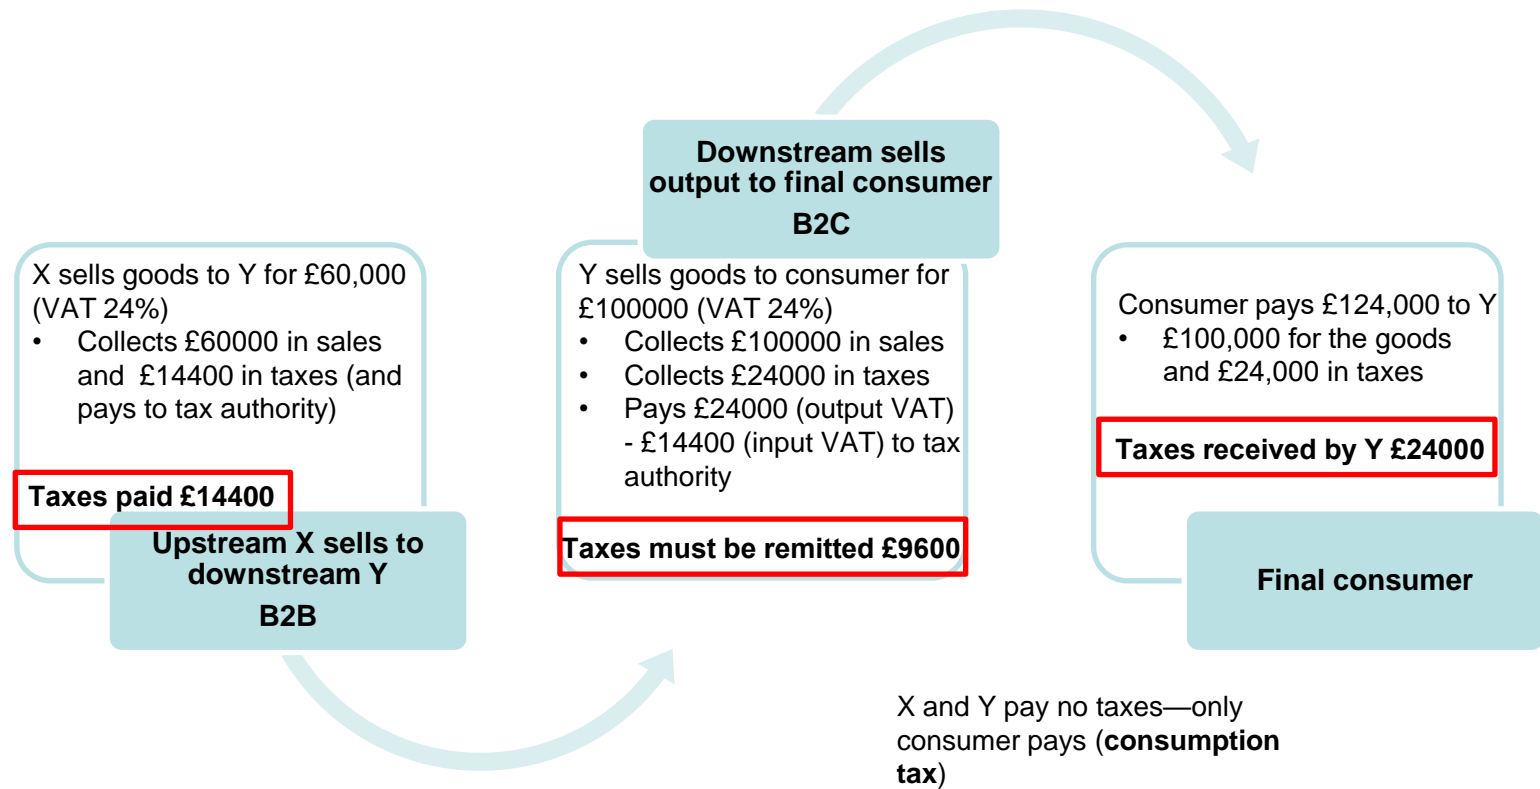 X sells goods to Y for £60,000
(VAT 24%)
• Collects £60000 in sales
and £14400 in taxes (and
pays to tax authority)
Taxes paid £14400
Upstream X sells to
downstream Y
B2B
Downstream sells
output to final consumer
B2C
Y sells goods to consumer for
£100000 (VAT 24%)
• Collects £100000 in sales
• Collects £24000 in taxes
• Pays £24000 (output VAT)
- £14400 (input VAT) to tax
authority
Taxes must be remitted £9600
Consumer pays £124,000 to Y
• £100,000 for the goods
and £24,000 in taxes
Taxes received by Y £24000
Final consumer
X and Y pay no taxes—only
consumer pays (consumption
tax)